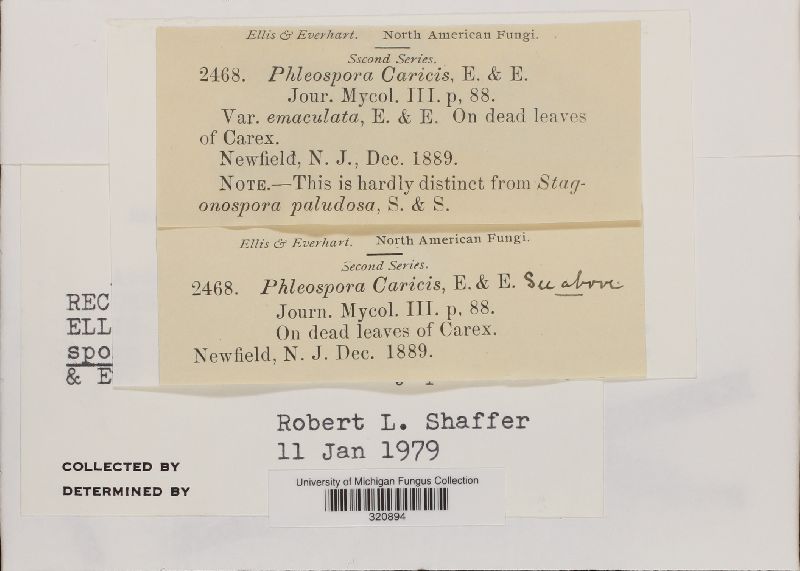 Ellis & Everhart. North American Fungi.
Sscond Series.
2468. Phleospora Caricis, E. & E.
Jour. Mycol. III. p, 88.
Var. emaculata, E. & E. On dead leaves
of Carex.
Newfield, N. J., Dec. 1889.
NOTE.—This is hardly distinct from Stag-
onospora paludosa, S. & S.
Ellis & Everhart. North American Fungi.
Second Series.
2468. Phleospora Caricis, E. & E. See above
Journ. Mycol. III. p, 88.
On dead leaves of Carex.
Newfield, N. J. Dec. 1889.
REC
ELL
spo
& E
Robert L. Shaffer
11 Jan 1979
COLLECTED BY
DETERMINED BY
University of Michigan Fungus Collection
320894